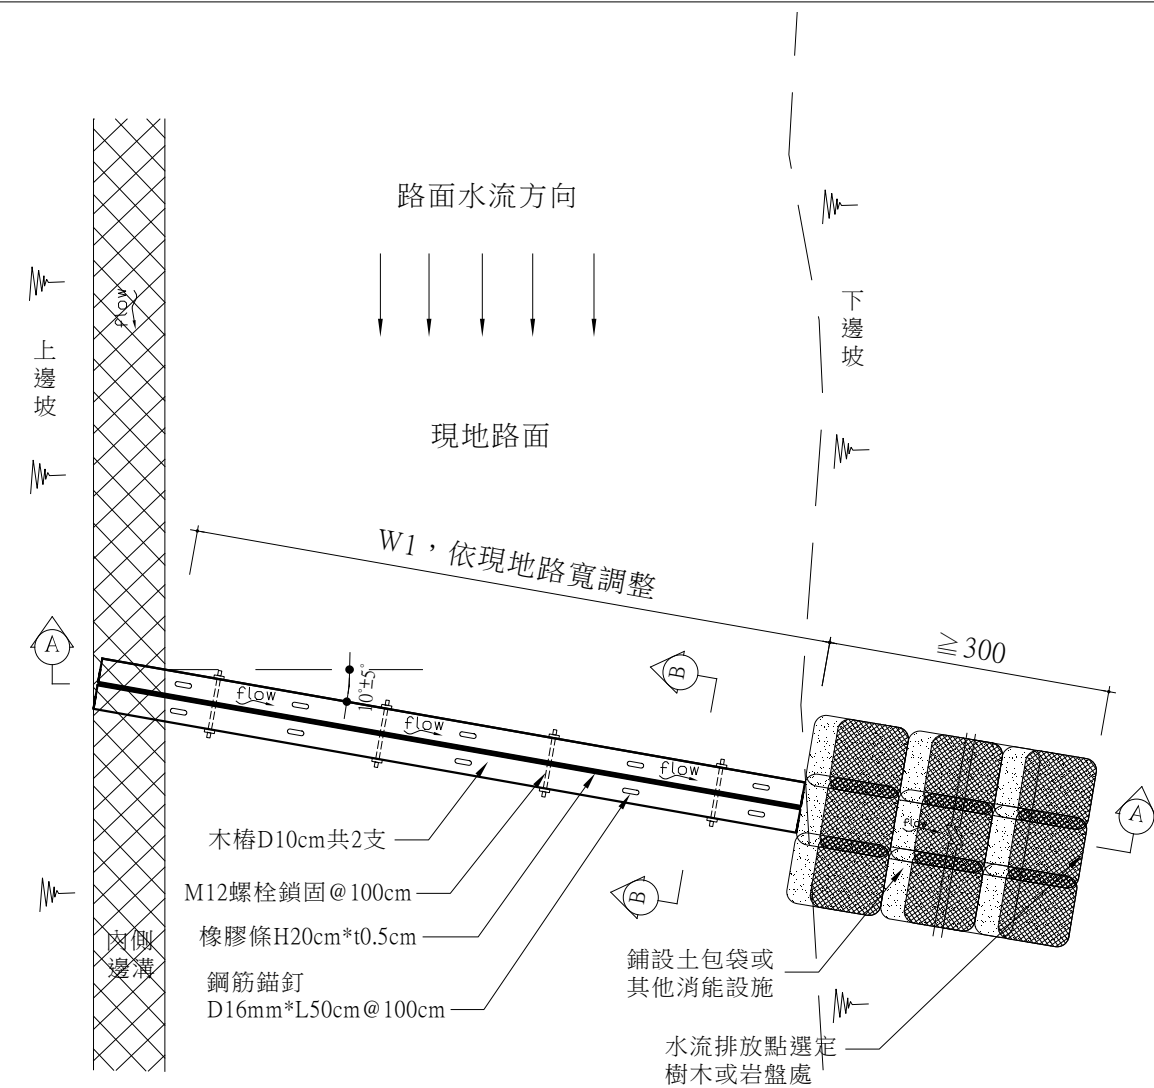 路面水流方向
flow
上邊坡
下邊坡
現地路面
W1，依現地路寬調整
≧300
A
B
10°±5°
flow
flow
flow
A
flow
木樁D10cm共2支
M12螺栓鎖固@100cm
B
橡膠條H20cm*t0.5cm
內側
邊溝
鋼筋錨釘
D16mm*L50cm@100cm
鋪設土包袋或
其他消能設施
水流排放點選定
樹木或岩盤處